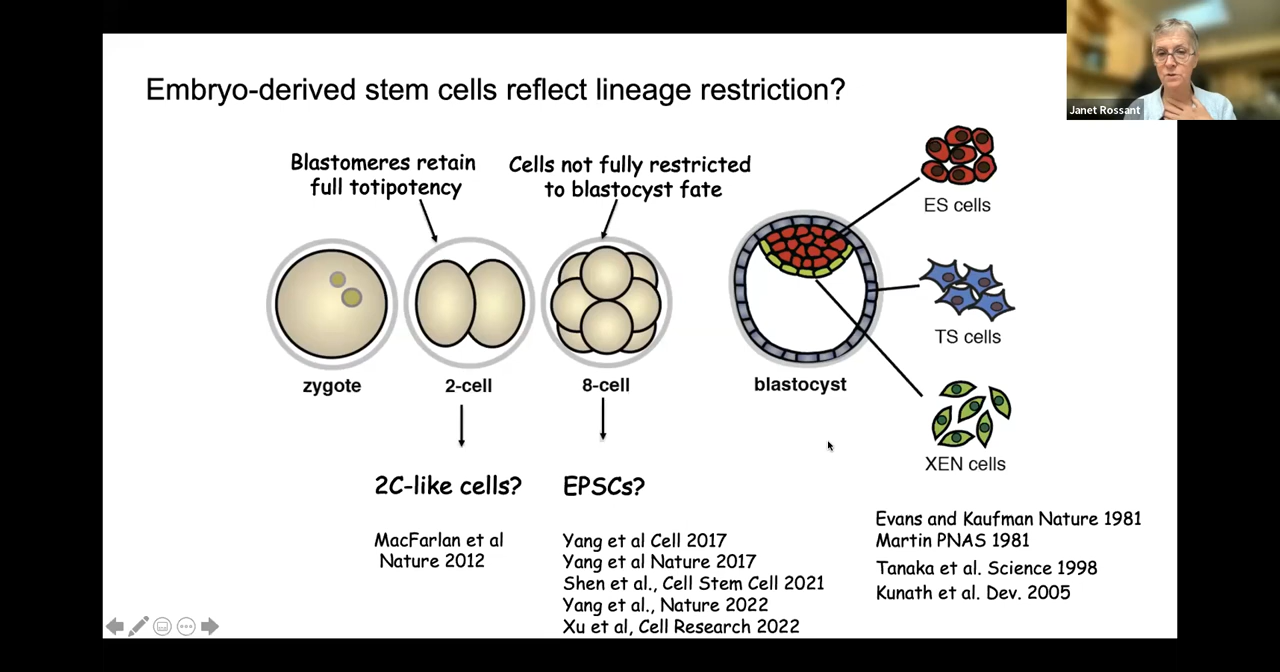 Janet Rossant
Embryo-derived stem cells reflect lineage restriction?
Blastomeres retain
full totipotency
Cells not fully restricted
to blastocyst fate
ES cells
TS cells
XEN cells
zygote
2-cell
8-cell
blastocyst
2C-like cells?
MacFarlan et al
Nature 2012
EPSCs?
Yang et al Cell 2017
Yang et al Nature 2017
Shen et al., Cell Stem Cell 2021
Yang et al., Nature 2022
Xu et al, Cell Research 2022
Evans and Kaufman Nature 1981
Martin PNAS 1981
Tanaka et al. Science 1998
Kunath et al. Dev. 2005